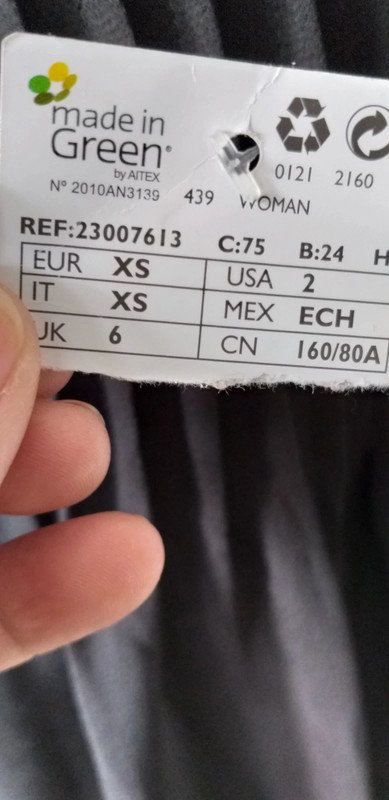 made in
Green®
by AITEX
Nº 2010AN3139 439 WOMAN
0121 2160
REF:23007613 C:75 B:24 H
EUR XS USA 2
IT XS MEX ECH
UK 6 CN 160/80A